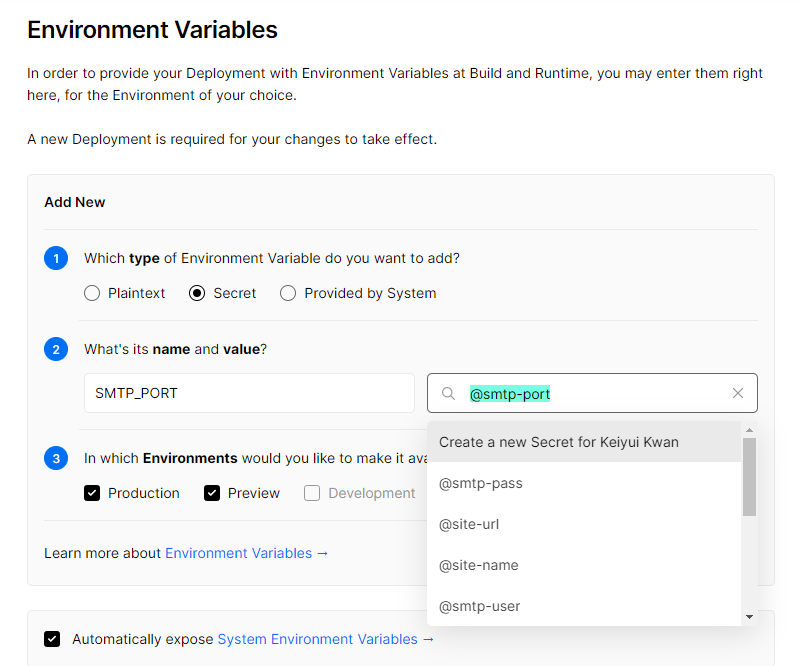 Environment Variables
In order to provide your Deployment with Environment Variables at Build and Runtime, you may enter them right
here, for the Environment of your choice.
A new Deployment is required for your changes to take effect.
Add New
1 Which type of Environment Variable do you want to add?
Plaintext Secret Provided by System
2 What's its name and value?
SMTP_PORT @smtp-port
Create a new Secret for Keiyui Kwan
3 In which Environments would you like to make it ava
@smtp-pass
Production Preview Development
@site-url
Learn more about Environment Variables →
@site-name
@smtp-user
Automatically expose System Environment Variables →